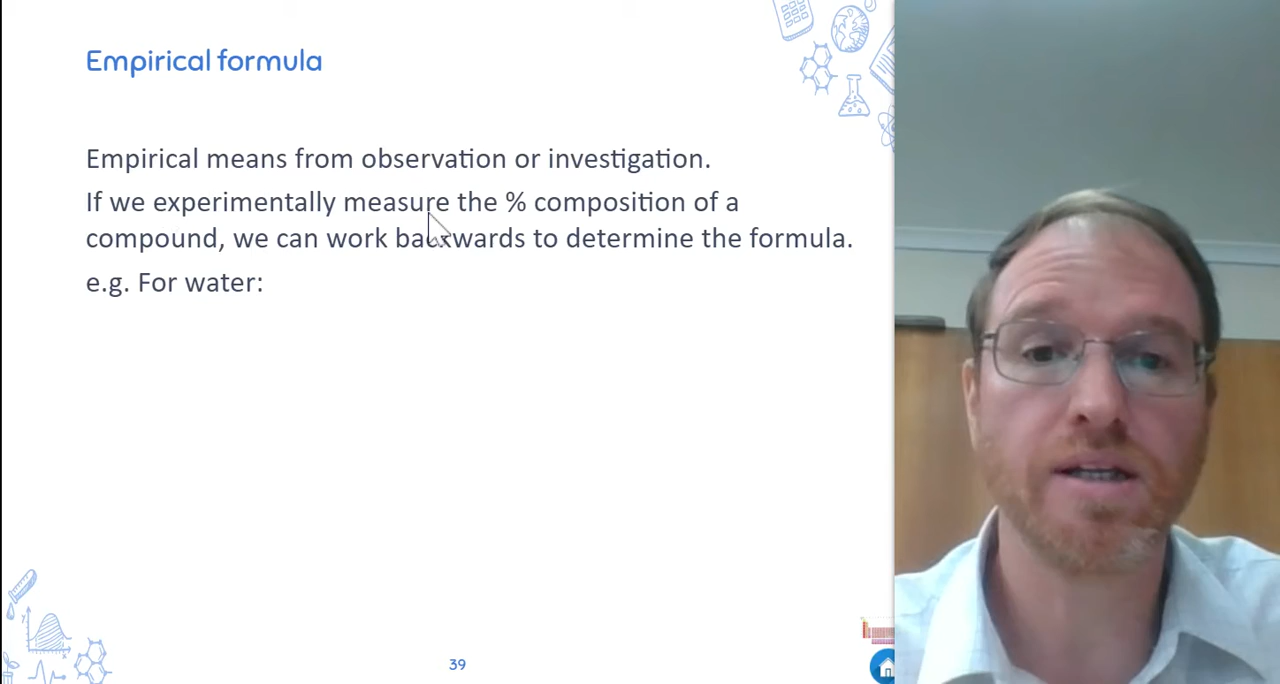 Empirical formula
Empirical means from observation or investigation.
If we experimentally measure the % composition of a
compound, we can work backwards to determine the formula.
e.g. For water:
39